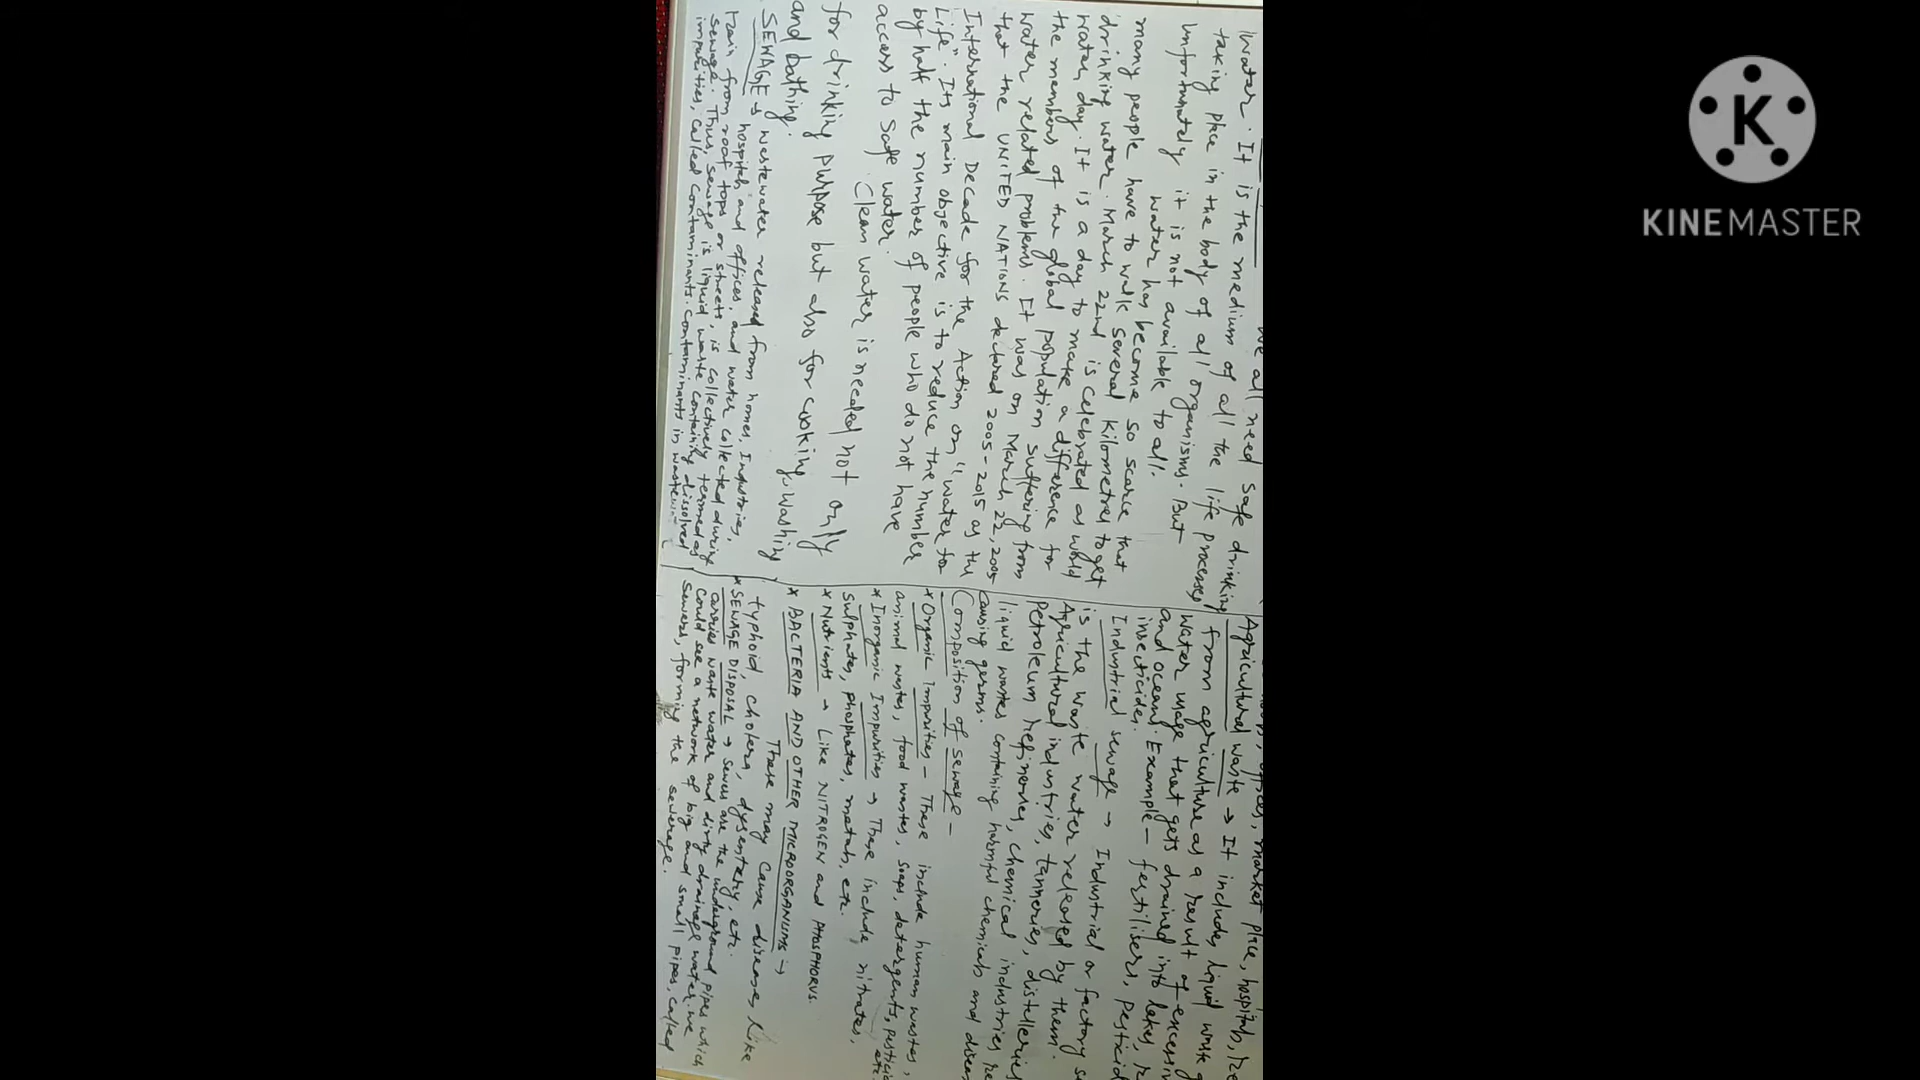 we all need safe drinking
water. It is the medium of all the life processes
taking place in the body of all organisms. But
unfortunately it is not available to all.
water has become so scarce that
many people have to walk several kilometres to get
drinking water. March 22nd is celebrated as world
water day. It is a day to make a difference for
the members of the global population suffering from
water related problems. It was on March 22, 2005
that the UNITED NATIONS declared 2005-2015 as the
International Decade for the Action on "water for
Life". Its main objective is to reduce the number
by half the number of people who do not have
access to safe water.
Clean water is needed not only
for drinking purpose but also for cooking, washing
and bathing.
SEWAGE → wastewater released from homes, Industries,
hospitals and offices, and water collected during
rain from roof tops or streets, is collectively termed as
sewage. Thus, sewage is liquid waste containing dissolved
impurities, called contaminants. Contaminants in
offices, market place, hospitals,
Agricultural waste → It includes liquid waste
from agriculture as a result of
water usage that gets drained into lakes,
and oceans. Example - fertilisers,
insecticides.
Industrial sewage → Industrial or factory
is the waste water released by them.
Agricultural industries, tanneries, distilleries
petroleum refineries, chemical industries
liquid wastes containing harmful chemicals and
causing germs.
Composition of sewage -
* Organic Impurities - These include human wastes,
animal wastes, food wastes, soaps, detergents,
etc.
* Inorganic Impurities → These include nitrates,
sulphates, phosphates, metals, etc.
* Nutrients → Like NITROGEN and PHOSPHORUS.
* BACTERIA AND OTHER MICROORGANISMS →
These may cause diseases like
typhoid, cholera, dysentery, etc.
* SEWAGE DISPOSAL → Sewers are the underground pipes which
carries waste water and dirty drainage water. we
could see a network of big and small pipes, called
sewers, forming the sewerage.
K
KINEMASTER